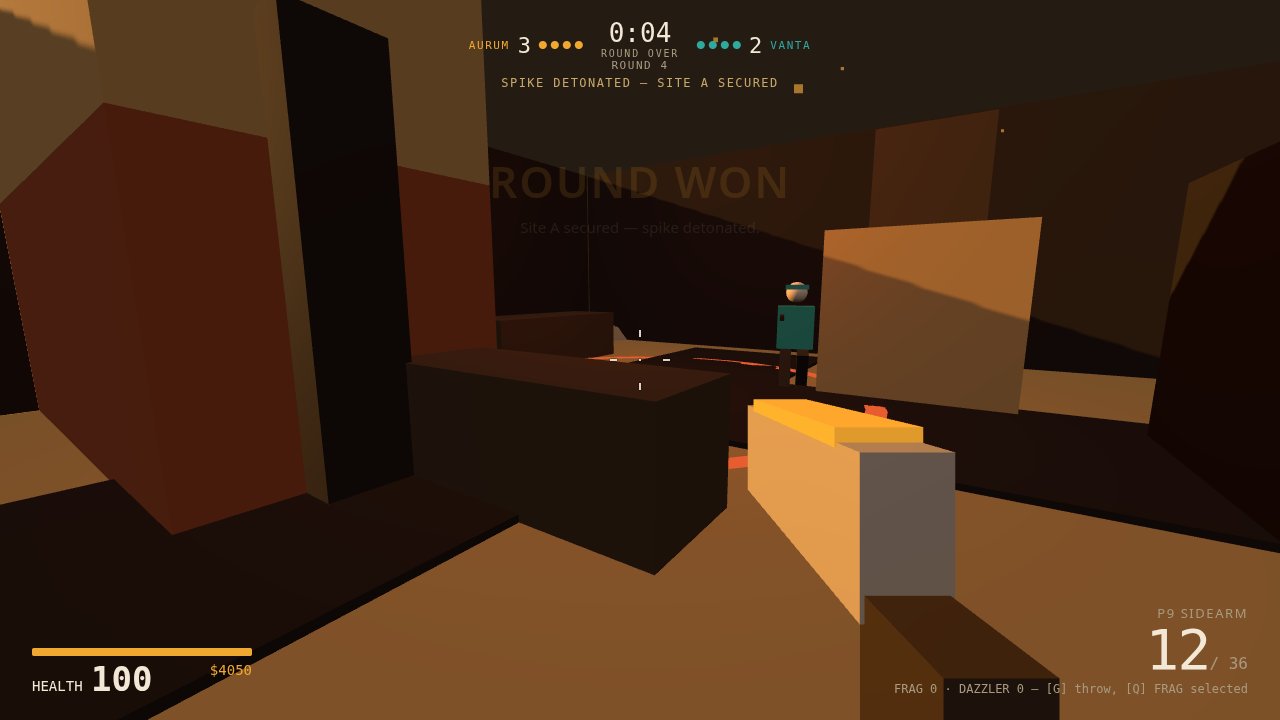 AURUM 3 0:04 2 VANTA
ROUND OVER
ROUND 4
SPIKE DETONATED — SITE A SECURED
ROUND WON
Site A secured — spike detonated.
P9 SIDEARM
12 / 36
$4050
HEALTH 100
FRAG 0 · DAZZLER 0 — [G] throw, [Q] FRAG selected